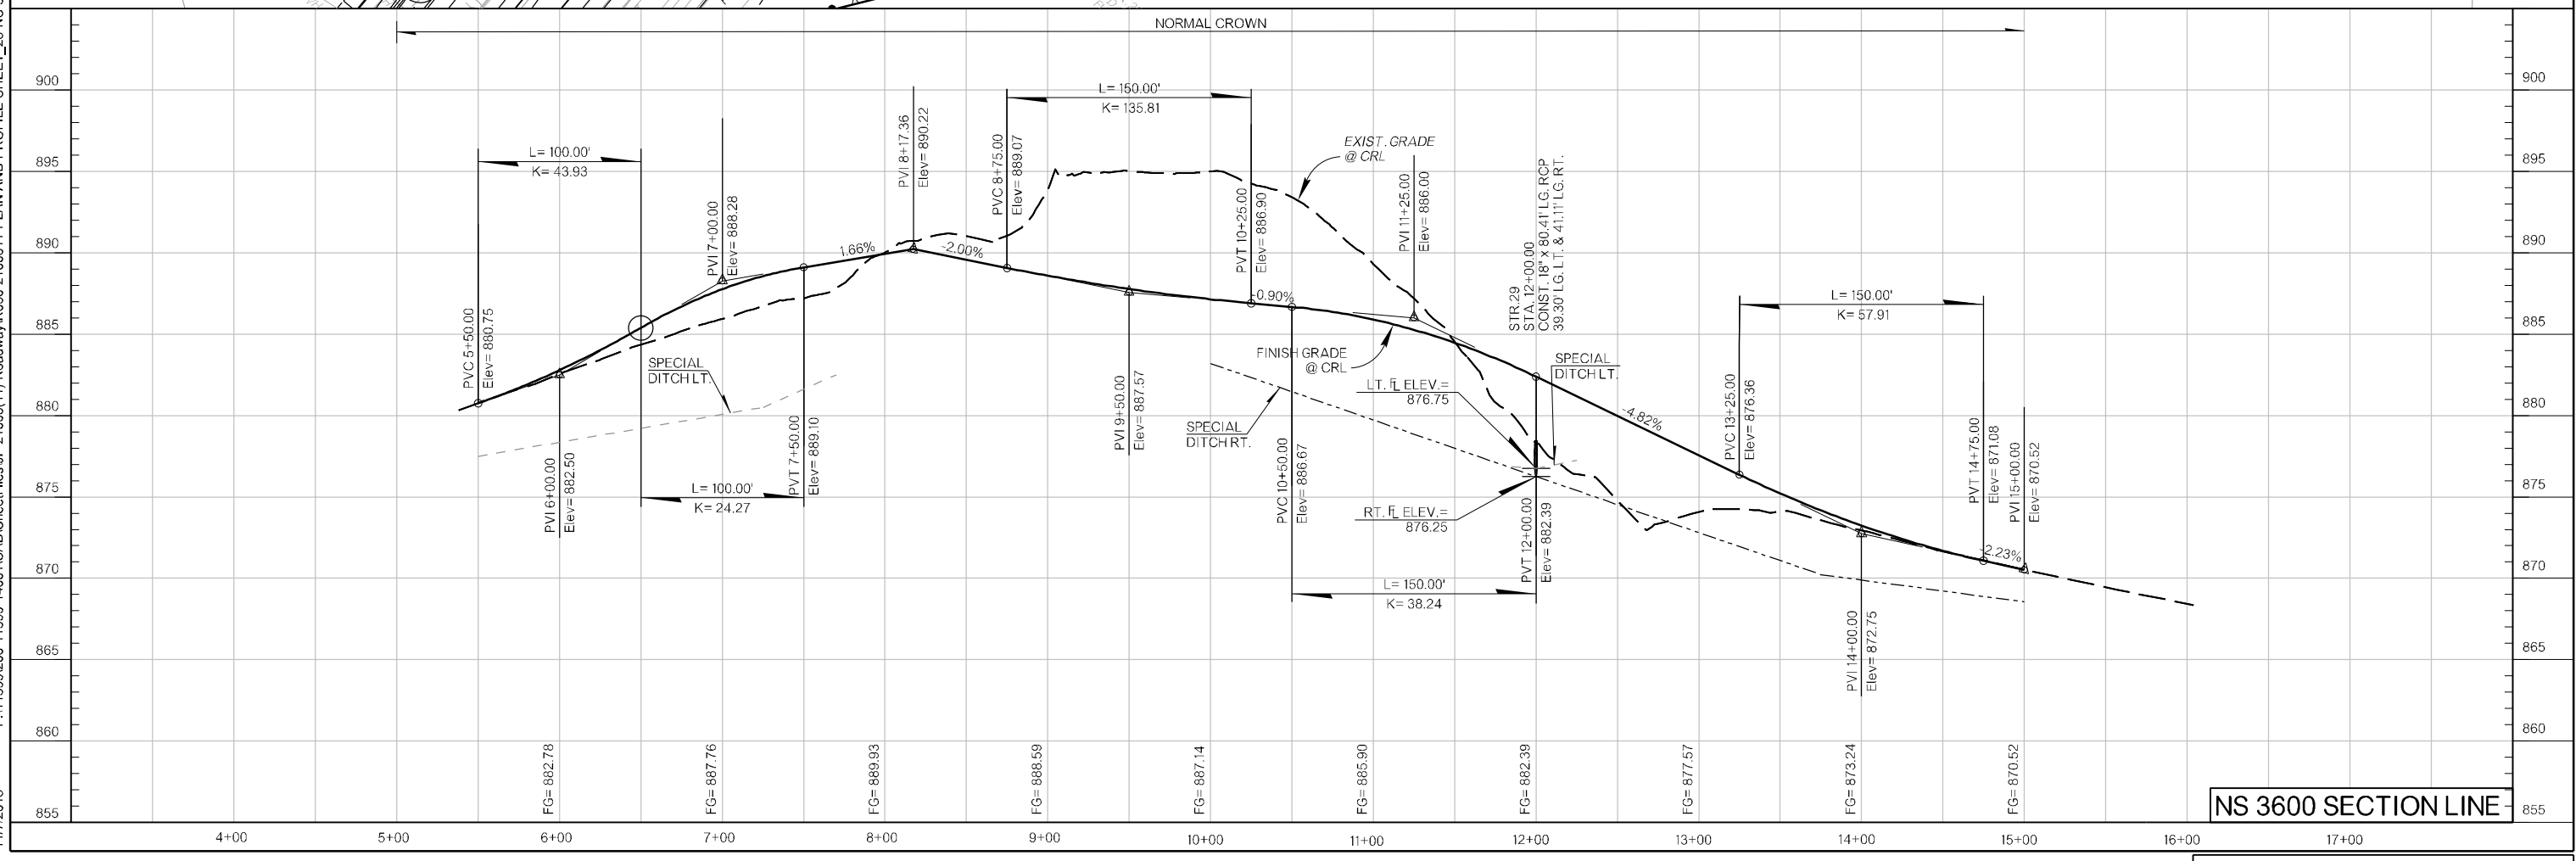 NORMAL CROWN
900
895
890
885
880
875
870
865
860
855
L= 100.00'
K= 43.93
PVC 5+50.00
Elev= 880.75
PVI 6+00.00
Elev= 882.50
SPECIAL
DITCH LT.
L= 100.00'
K= 24.27
PVI 7+00.00
Elev= 888.28
PVT 7+50.00
Elev= 889.10
1.66%
PVI 8+17.36
Elev= 890.22
-2.00%
PVC 8+75.00
Elev= 889.07
L= 150.00'
K= 135.81
PVI 9+50.00
Elev= 887.57
PVT 10+25.00
Elev= 886.90
-0.90%
SPECIAL
DITCH RT.
PVC 10+50.00
Elev= 886.67
EXIST. GRADE
@ CRL
FINISH GRADE
@ CRL
PVI 11+25.00
Elev= 886.00
LT. FL ELEV.=
876.75
RT. FL ELEV.=
876.25
L= 150.00'
K= 38.24
STR.29
STA. 12+00.00
CONST. 18" x 80.41' LG. RCP
39.30' LG. LT. & 41.11' LG. RT.
SPECIAL
DITCH LT.
PVT 12+00.00
Elev= 882.39
-4.82%
PVC 13+25.00
Elev= 876.36
L= 150.00'
K= 57.91
PVI 14+00.00
Elev= 872.75
PVT 14+75.00
Elev= 871.08
PVI 15+00.00
Elev= 870.52
-2.23%
900
895
890
885
880
875
870
865
860
855
FG= 882.78
FG= 887.76
FG= 889.93
FG= 888.59
FG= 887.14
FG= 885.90
FG= 882.39
FG= 877.57
FG= 873.24
FG= 870.52
NS 3600 SECTION LINE
4+00
5+00
6+00
7+00
8+00
9+00
10+00
11+00
12+00
13+00
14+00
15+00
16+00
17+00